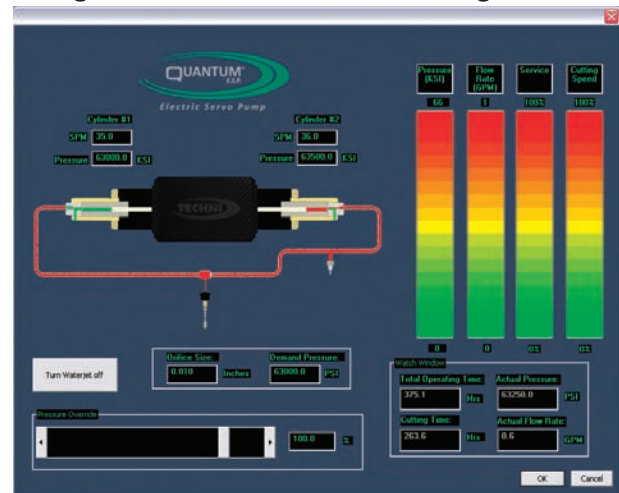 QUANTUM®
E.S.P.
Electric Servo Pump
Pressure (KSI)
Flow Rate (GPM)
Service
Cutting Speed
66
1
100%
100%
Cylinder #1
SPM 35.0
Pressure 63000.0 KSI
Cylinder #2
SPM 36.0
Pressure 63500.0 KSI
TECHNI
0
0
0%
0%
Turn Waterjet off
Orifice Size:
0.010 Inches
Demand Pressure:
63000.0 PSI
Watch Window
Total Operating Time:
375.1 Hrs
Actual Pressure:
63250.0 PSI
Cutting Time:
263.6 Hrs
Actual Flow Rate:
0.6 GPM
Pressure Override
100.0 %
OK
Cancel